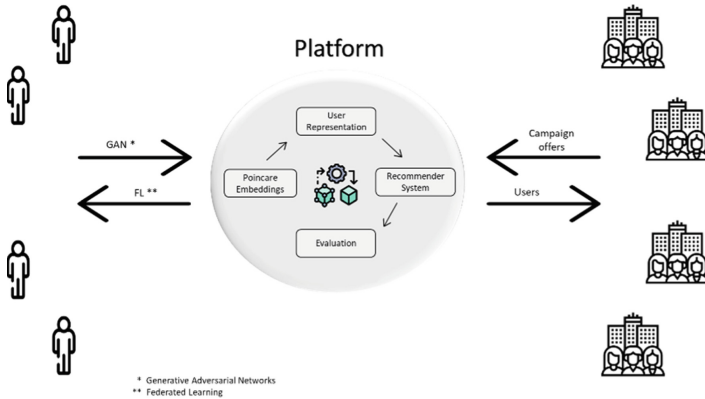 Platform
User
Representation
GAN *
Campaign
offers
Poincare
Embeddings
Recommender
System
FL **
Users
Evaluation
* Generative Adversarial Networks
** Federated Learning